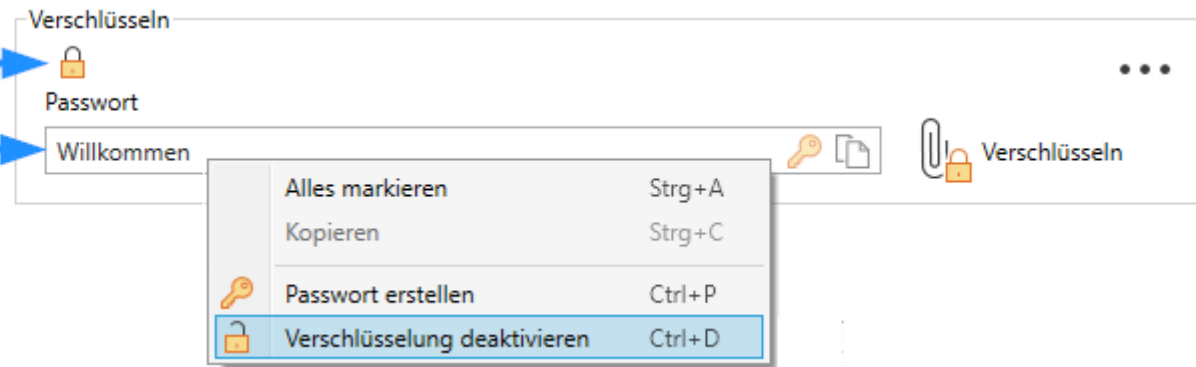 Verschlüsseln
Passwort
Willkommen
Verschlüsseln
Alles markieren Strg+A
Kopieren Strg+C
Passwort erstellen Ctrl+P
Verschlüsselung deaktivieren Ctrl+D